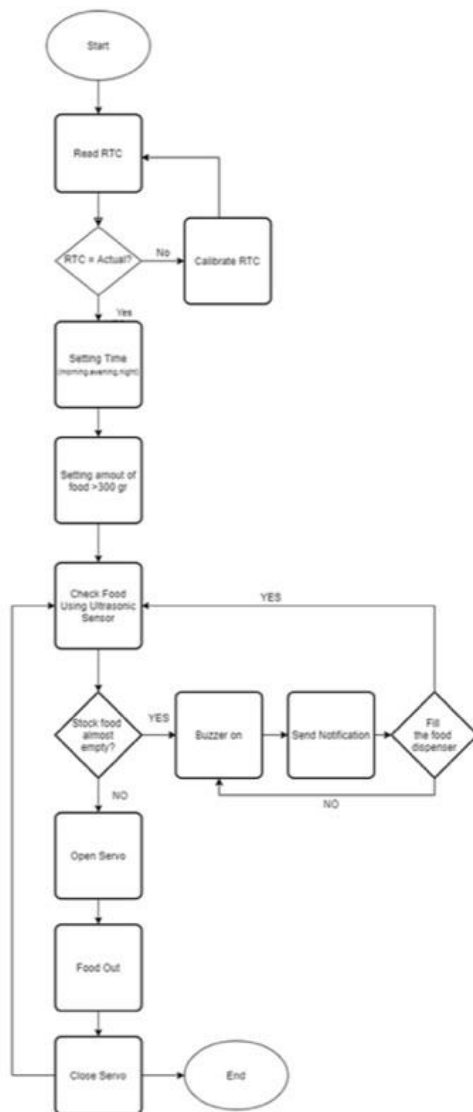 Start
Read RTC
RTC = Actual?
No
Calibrate RTC
Yes
Setting Time
(morning,evening,night)
Setting amout of
food >300 gr
Check Food
Using Ultrasonic
Sensor
YES
Stock food
almost
empty?
YES
Buzzer on
Send Notification
Fill
the food
dispenser
NO
NO
Open Servo
Food Out
Close Servo
End